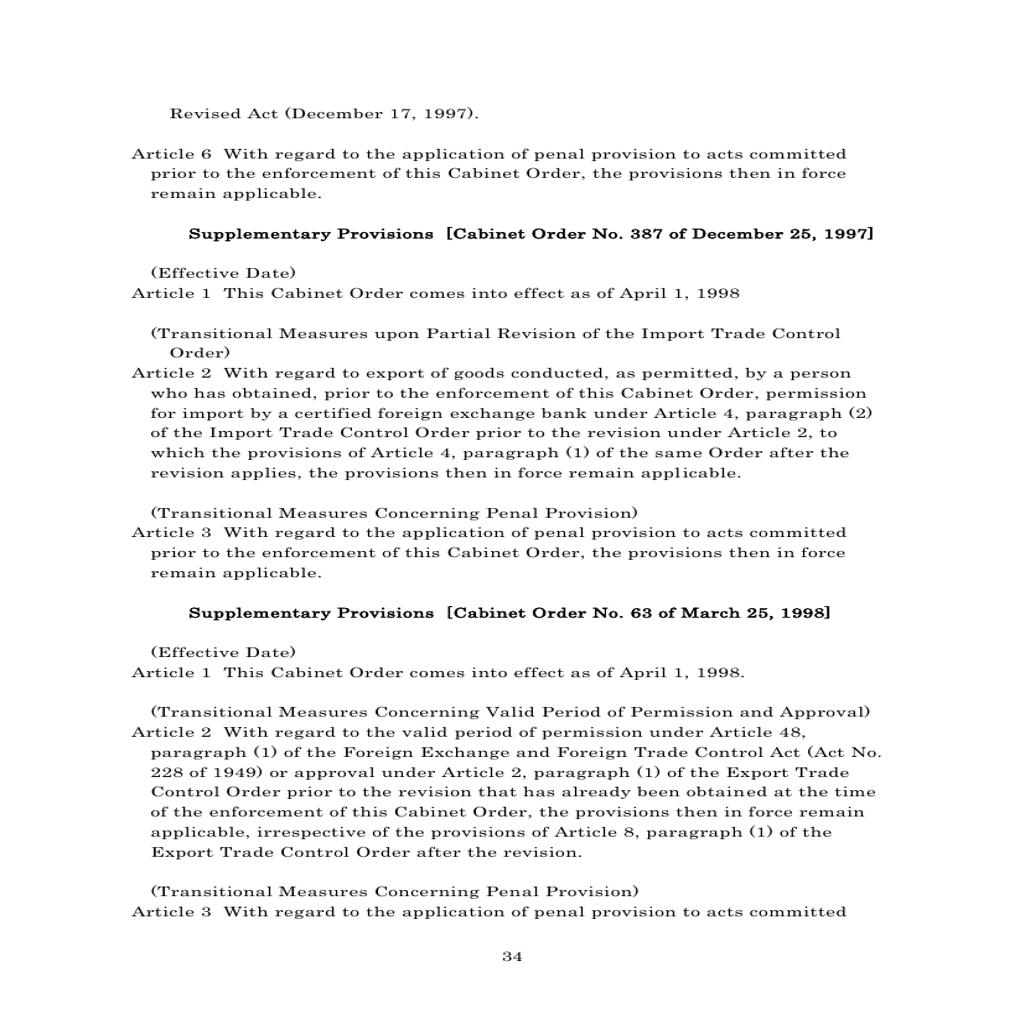 Revised Act (December 17, 1997).
Article 6 With regard to the application of penal provision to acts committed
prior to the enforcement of this Cabinet Order, the provisions then in force
remain applicable.
Supplementary Provisions [Cabinet Order No. 387 of December 25, 1997]
(Effective Date)
Article 1 This Cabinet Order comes into effect as of April 1, 1998
(Transitional Measures upon Partial Revision of the Import Trade Control
Order)
Article 2 With regard to export of goods conducted, as permitted, by a person
who has obtained, prior to the enforcement of this Cabinet Order, permission
for import by a certified foreign exchange bank under Article 4, paragraph (2)
of the Import Trade Control Order prior to the revision under Article 2, to
which the provisions of Article 4, paragraph (1) of the same Order after the
revision applies, the provisions then in force remain applicable.
(Transitional Measures Concerning Penal Provision)
Article 3 With regard to the application of penal provision to acts committed
prior to the enforcement of this Cabinet Order, the provisions then in force
remain applicable.
Supplementary Provisions [Cabinet Order No. 63 of March 25, 1998]
(Effective Date)
Article 1 This Cabinet Order comes into effect as of April 1, 1998.
(Transitional Measures Concerning Valid Period of Permission and Approval)
Article 2 With regard to the valid period of permission under Article 48,
paragraph (1) of the Foreign Exchange and Foreign Trade Control Act (Act No.
228 of 1949) or approval under Article 2, paragraph (1) of the Export Trade
Control Order prior to the revision that has already been obtained at the time
of the enforcement of this Cabinet Order, the provisions then in force remain
applicable, irrespective of the provisions of Article 8, paragraph (1) of the
Export Trade Control Order after the revision.
(Transitional Measures Concerning Penal Provision)
Article 3 With regard to the application of penal provision to acts committed
34